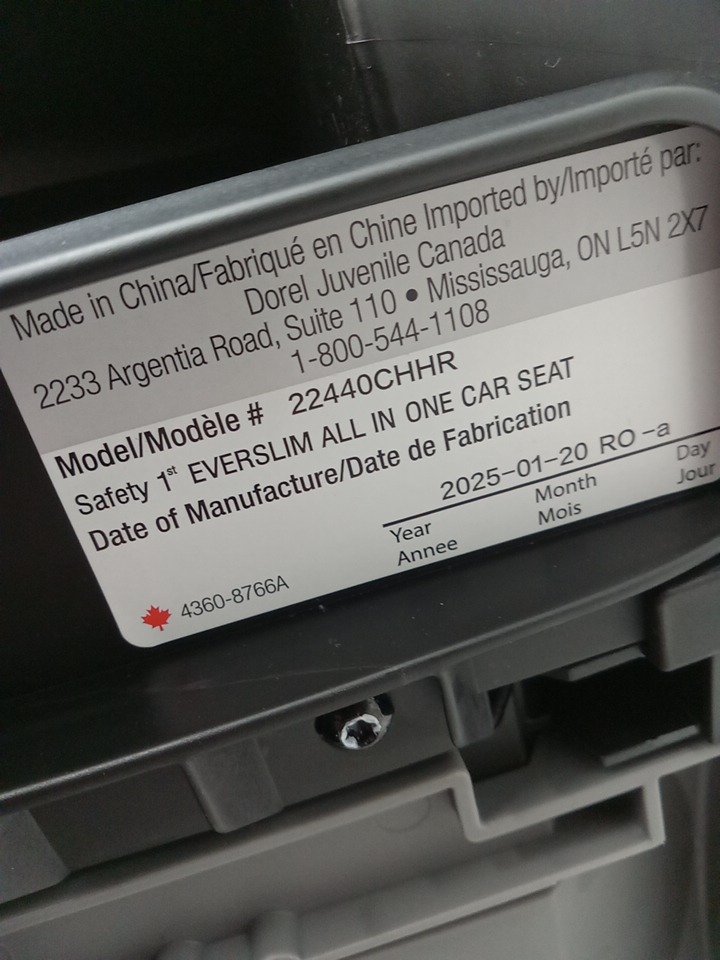 Made in China/Fabriqué en Chine Imported by/Importé par:
Dorel Juvenile Canada
2233 Argentia Road, Suite 110 • Mississauga, ON L5N 2X7
1-800-544-1108
Model/Modèle # 22440CHHR
Safety 1st EVERSLIM ALL IN ONE CAR SEAT
Date of Manufacture/Date de Fabrication
2025-01-20 RO -a
Year Month Day
Annee Mois Jour
4360-8766A